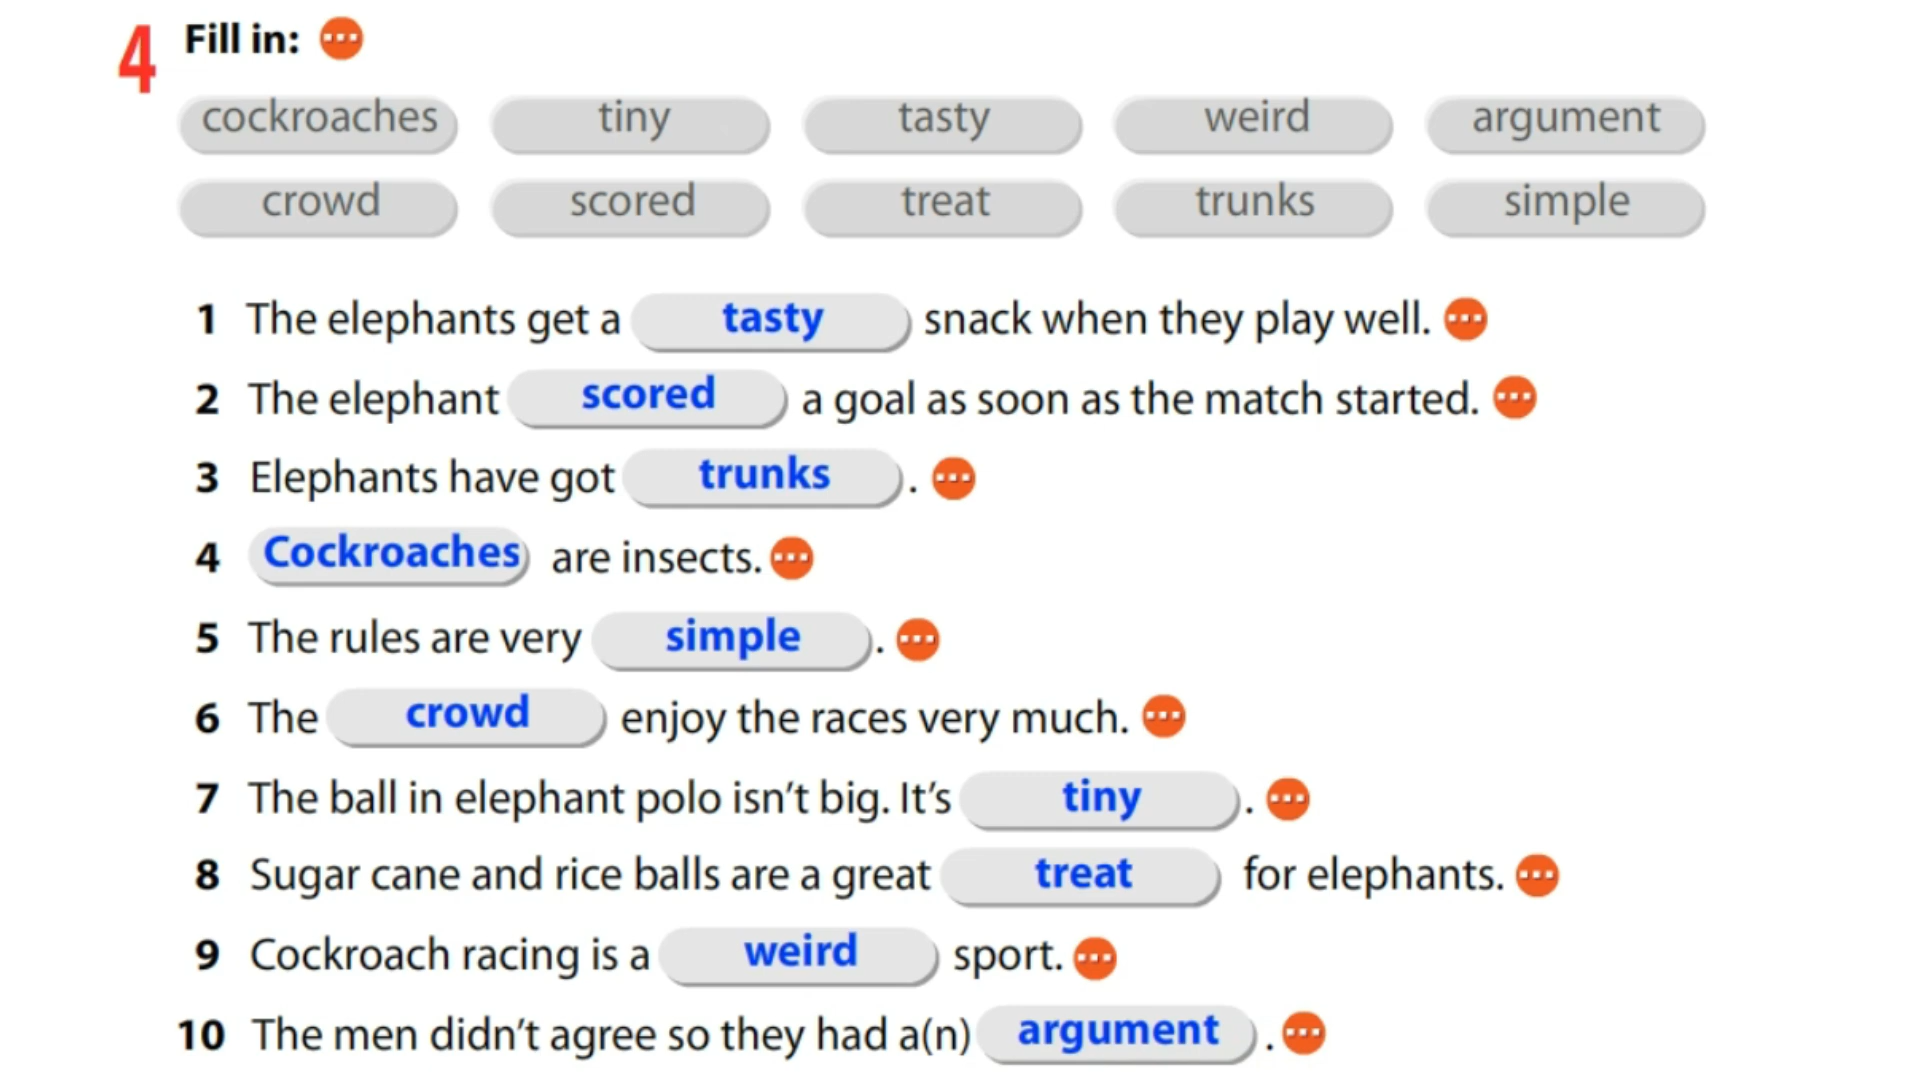 4 Fill in:
cockroaches tiny tasty weird argument
crowd scored treat trunks simple
1 The elephants get a tasty snack when they play well.
2 The elephant scored a goal as soon as the match started.
3 Elephants have got trunks .
4 Cockroaches are insects.
5 The rules are very simple .
6 The crowd enjoy the races very much.
7 The ball in elephant polo isn’t big. It’s tiny .
8 Sugar cane and rice balls are a great treat for elephants.
9 Cockroach racing is a weird sport.
10 The men didn’t agree so they had a(n) argument .